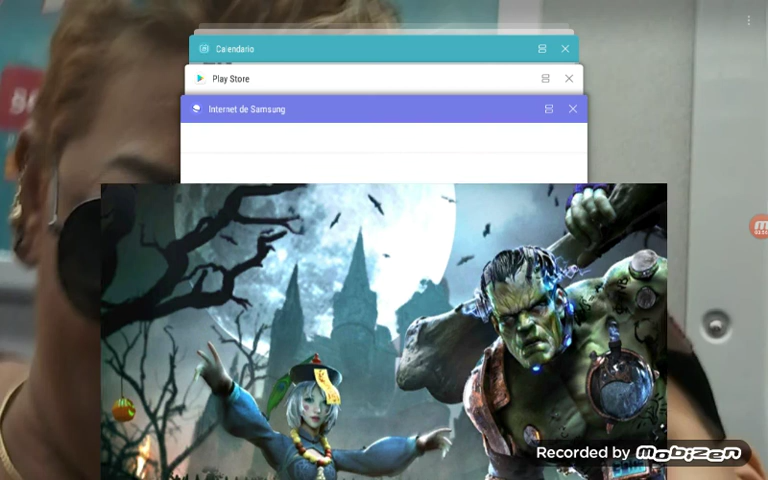 Calendario
Play Store
Internet de Samsung
Recorded by Mobizen